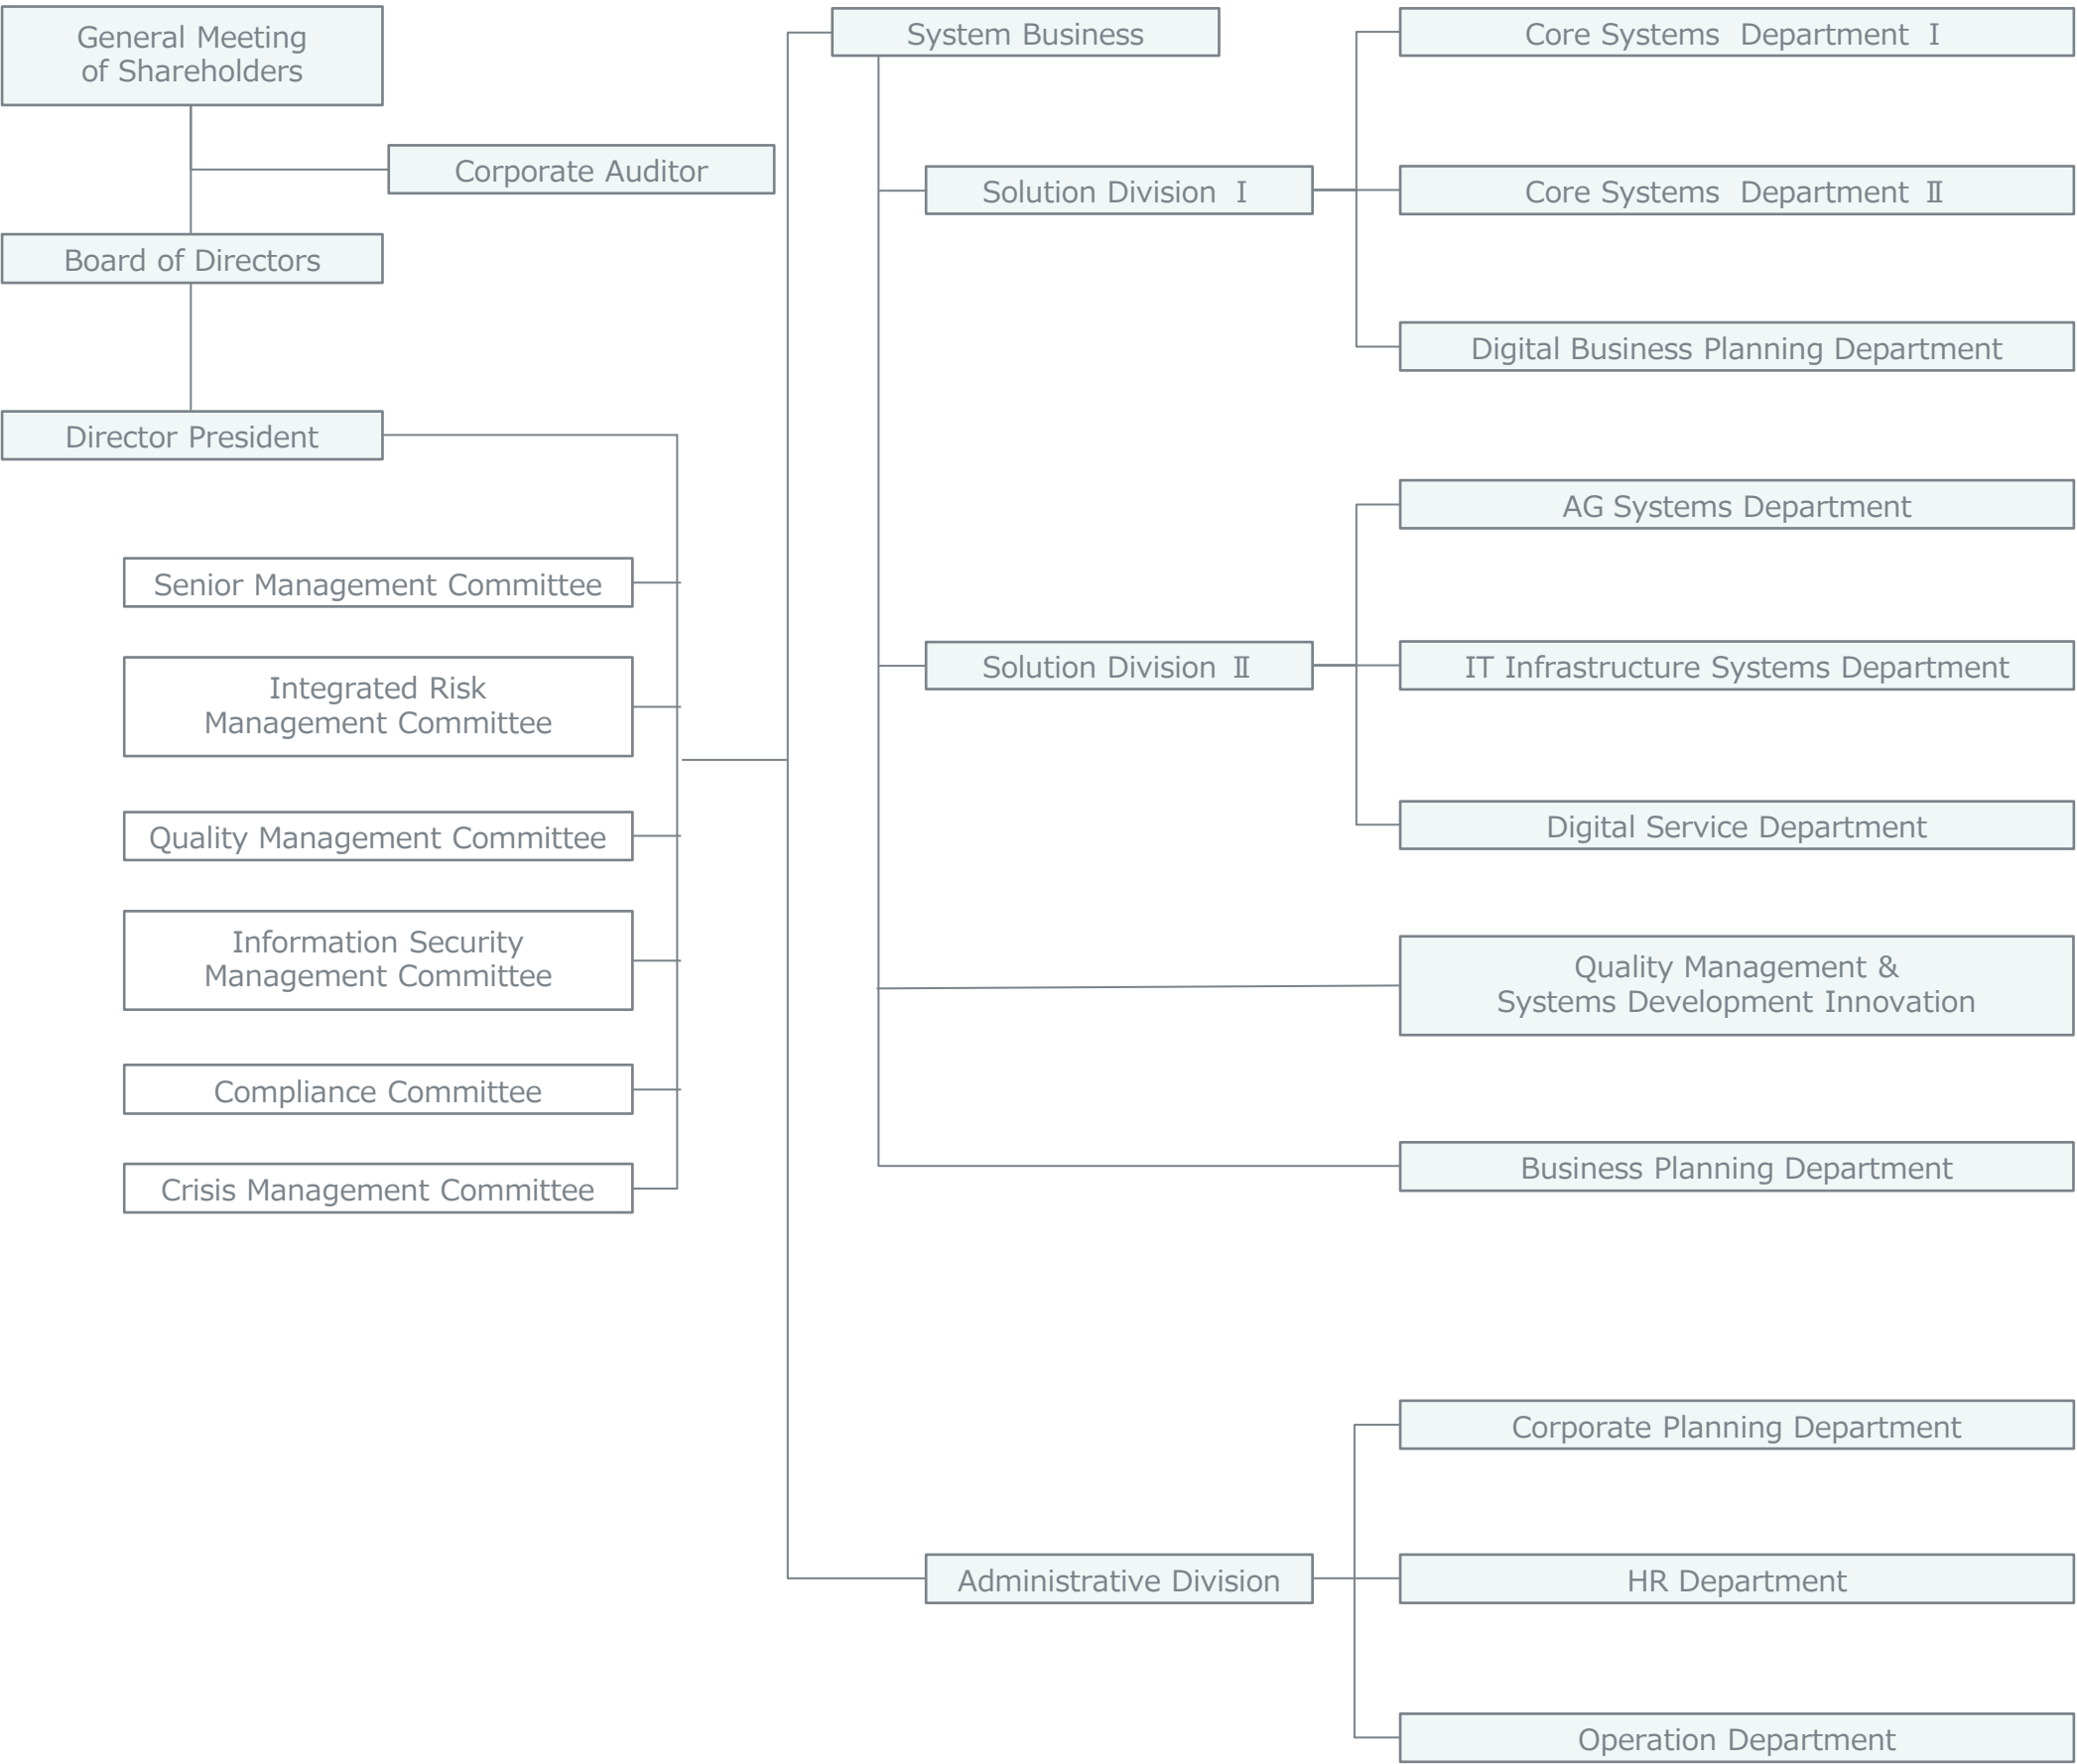 General Meeting
of Shareholders
Corporate Auditor
Board of Directors
Director President
Senior Management Committee
Integrated Risk
Management Committee
Quality Management Committee
Information Security
Management Committee
Compliance Committee
Crisis Management Committee
System Business
Solution Division Ⅰ
Core Systems Department Ⅰ
Core Systems Department Ⅱ
Digital Business Planning Department
Solution Division Ⅱ
AG Systems Department
IT Infrastructure Systems Department
Digital Service Department
Quality Management &
Systems Development Innovation
Business Planning Department
Administrative Division
Corporate Planning Department
HR Department
Operation Department